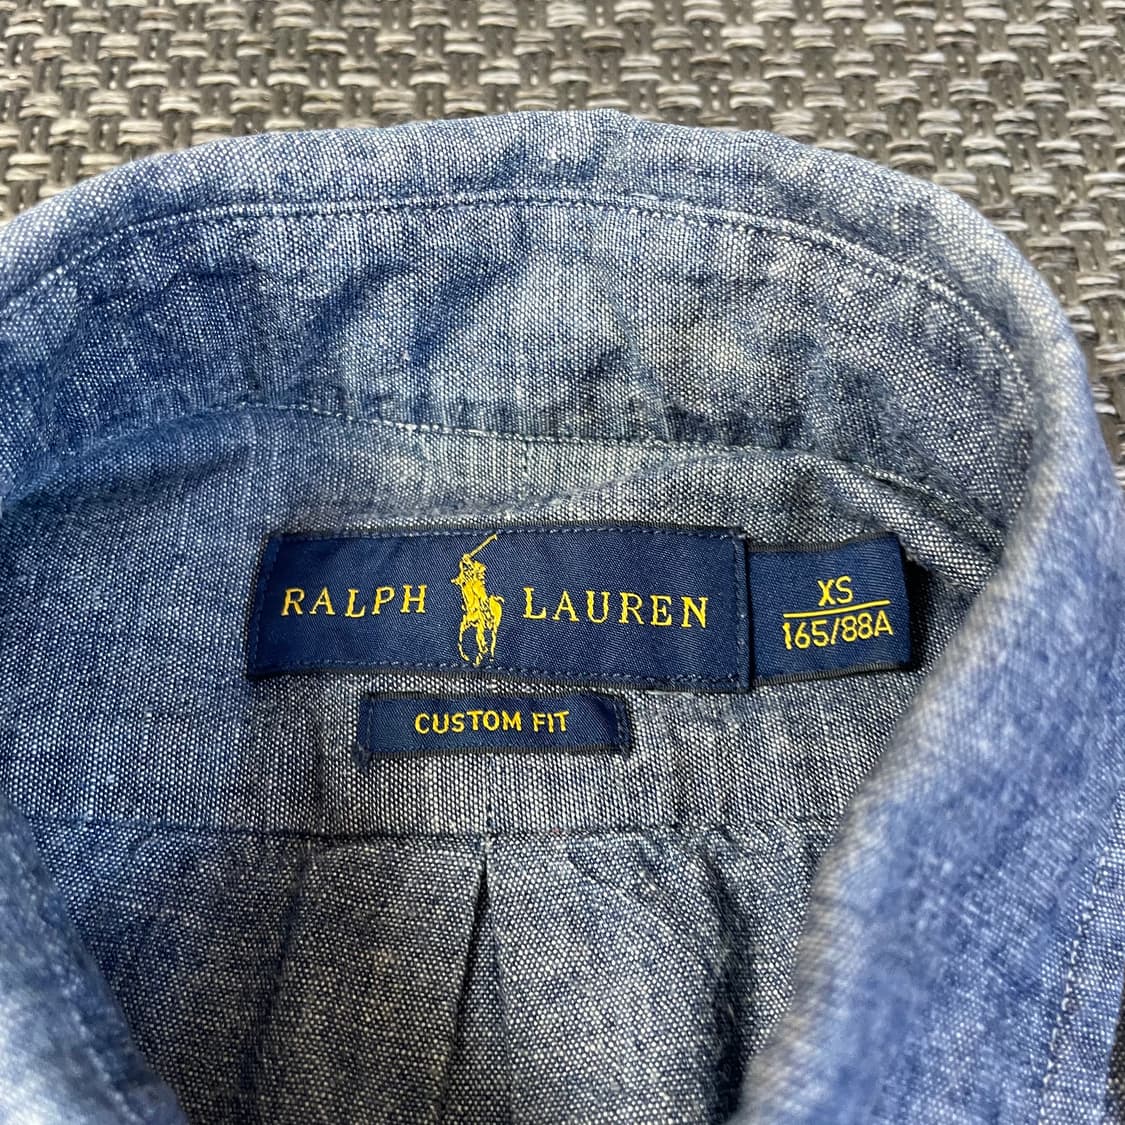 RALPH LAUREN
XS
165/88A
CUSTOM FIT